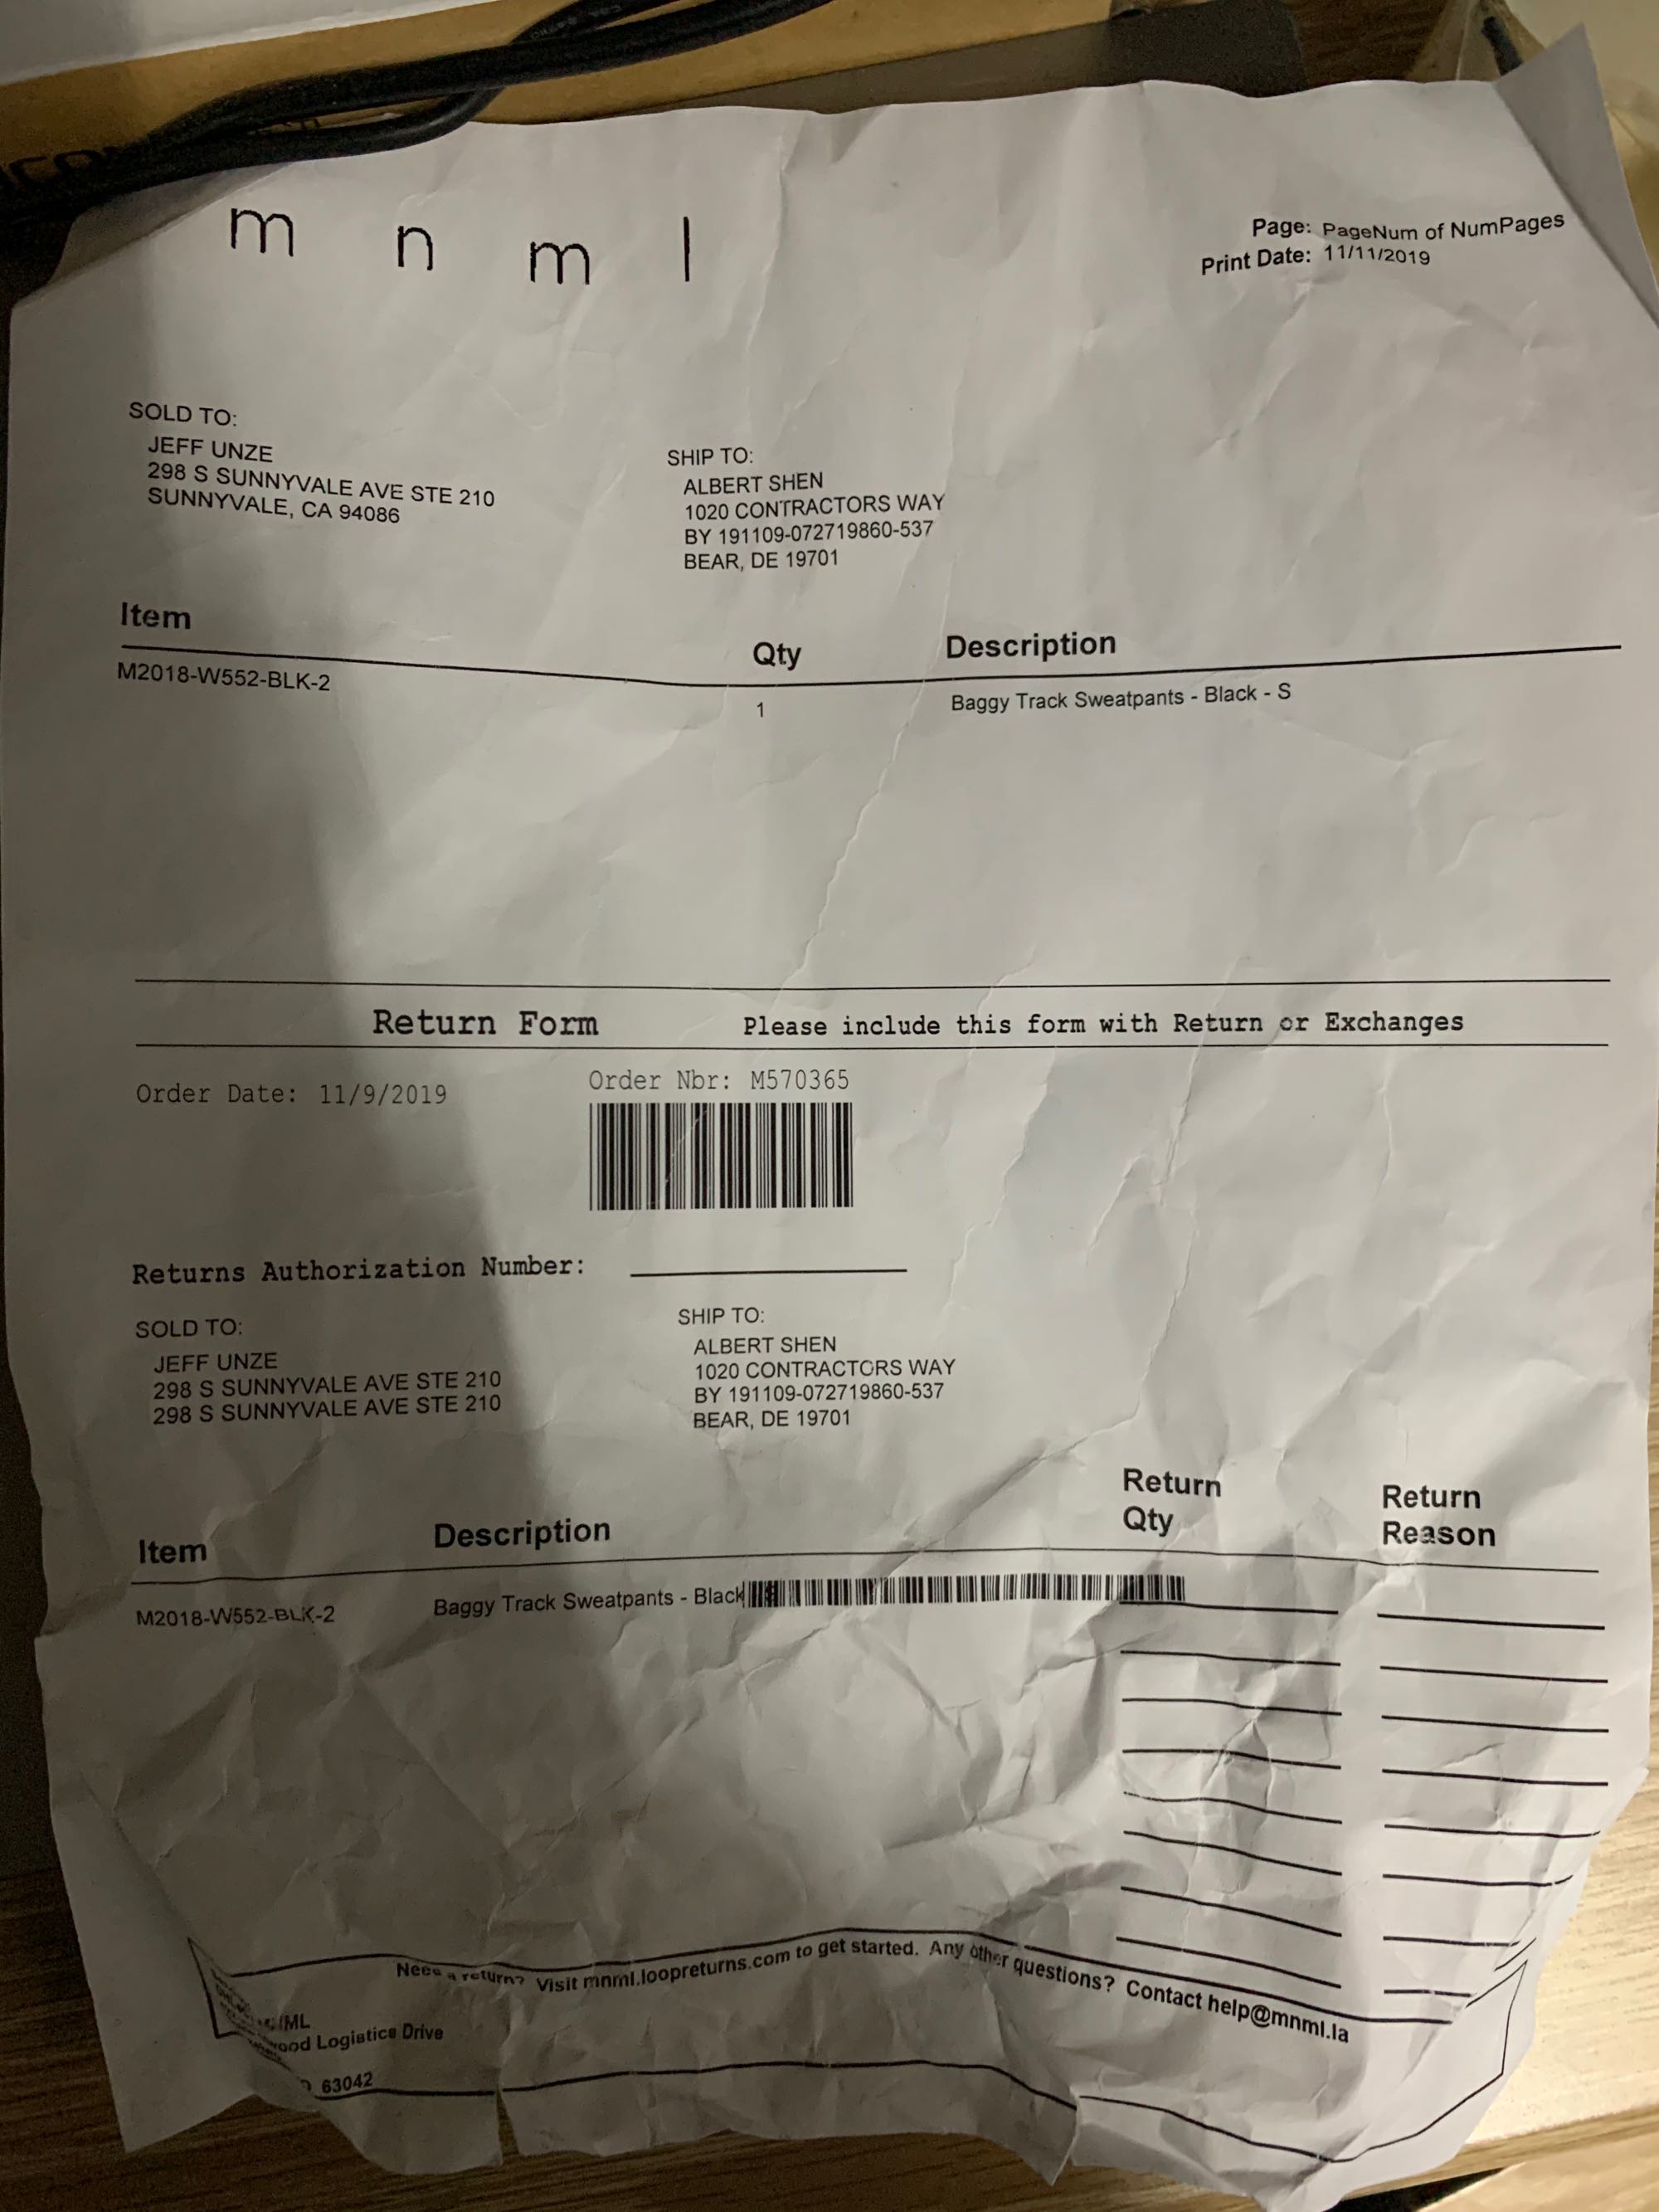 m n m l
Page: PageNum of NumPages
Print Date: 11/11/2019
SOLD TO:
JEFF UNZE
298 S SUNNYVALE AVE STE 210
SUNNYVALE, CA 94086
SHIP TO:
ALBERT SHEN
1020 CONTRACTORS WAY
BY 191109-072719860-537
BEAR, DE 19701
Item Qty Description
M2018-W552-BLK-2 1 Baggy Track Sweatpants - Black - S
Return Form Please include this form with Return or Exchanges
Order Date: 11/9/2019
Order Nbr: M570365
Returns Authorization Number:
SOLD TO:
JEFF UNZE
298 S SUNNYVALE AVE STE 210
298 S SUNNYVALE AVE STE 210
SHIP TO:
ALBERT SHEN
1020 CONTRACTORS WAY
BY 191109-072719860-537
BEAR, DE 19701
Item Description Return Qty Return Reason
M2018-W552-BLK-2 Baggy Track Sweatpants - Black
Need a return? Visit mnml.loopreturns.com to get started. Any other questions? Contact help@mnml.la
Logistics Drive
63042